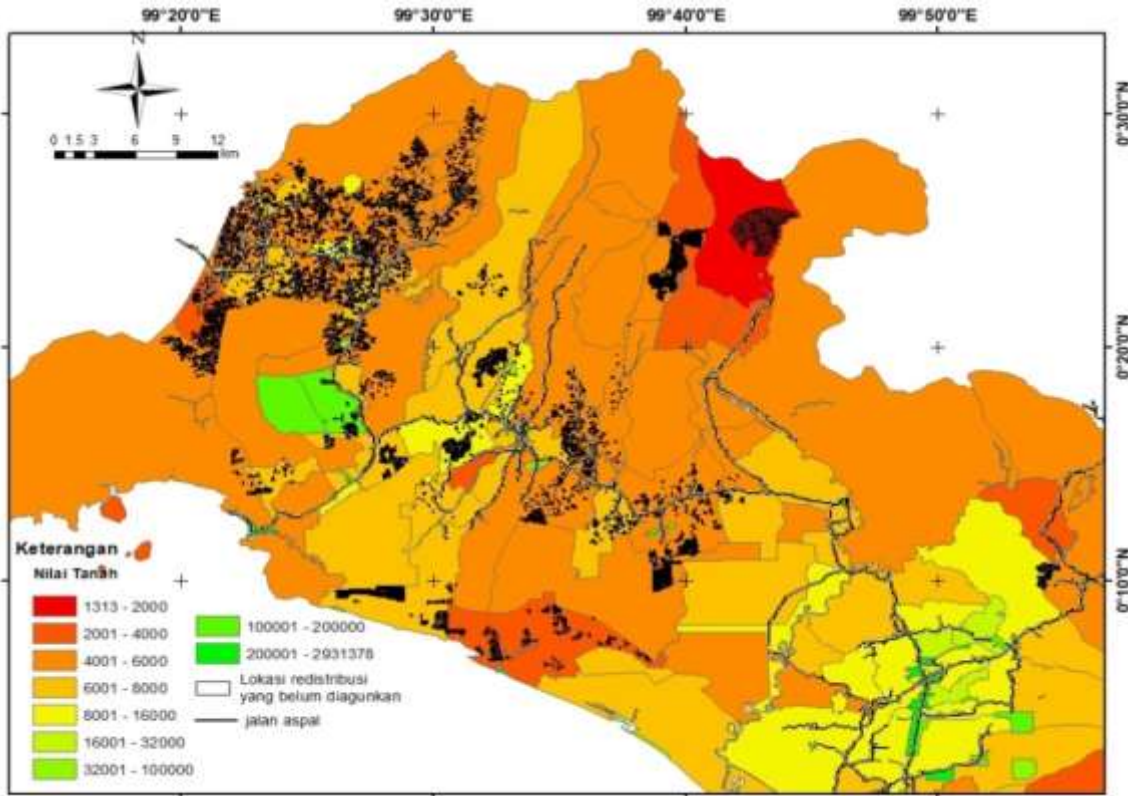 99°20'0"E 99°30'0"E 99°40'0"E 99°50'0"E
Z
0 1.5 3 6 9 12
km
0°30'0"N
0°20'0"N
0°10'0"N
Keterangan
Nilai Tanah
1313 - 2000
2001 - 4000
4001 - 6000
6001 - 8000
8001 - 16000
16001 - 32000
32001 - 100000
100001 - 200000
200001 - 2931378
Lokasi redistribusi
yang belum diagunkan
jalan aspal